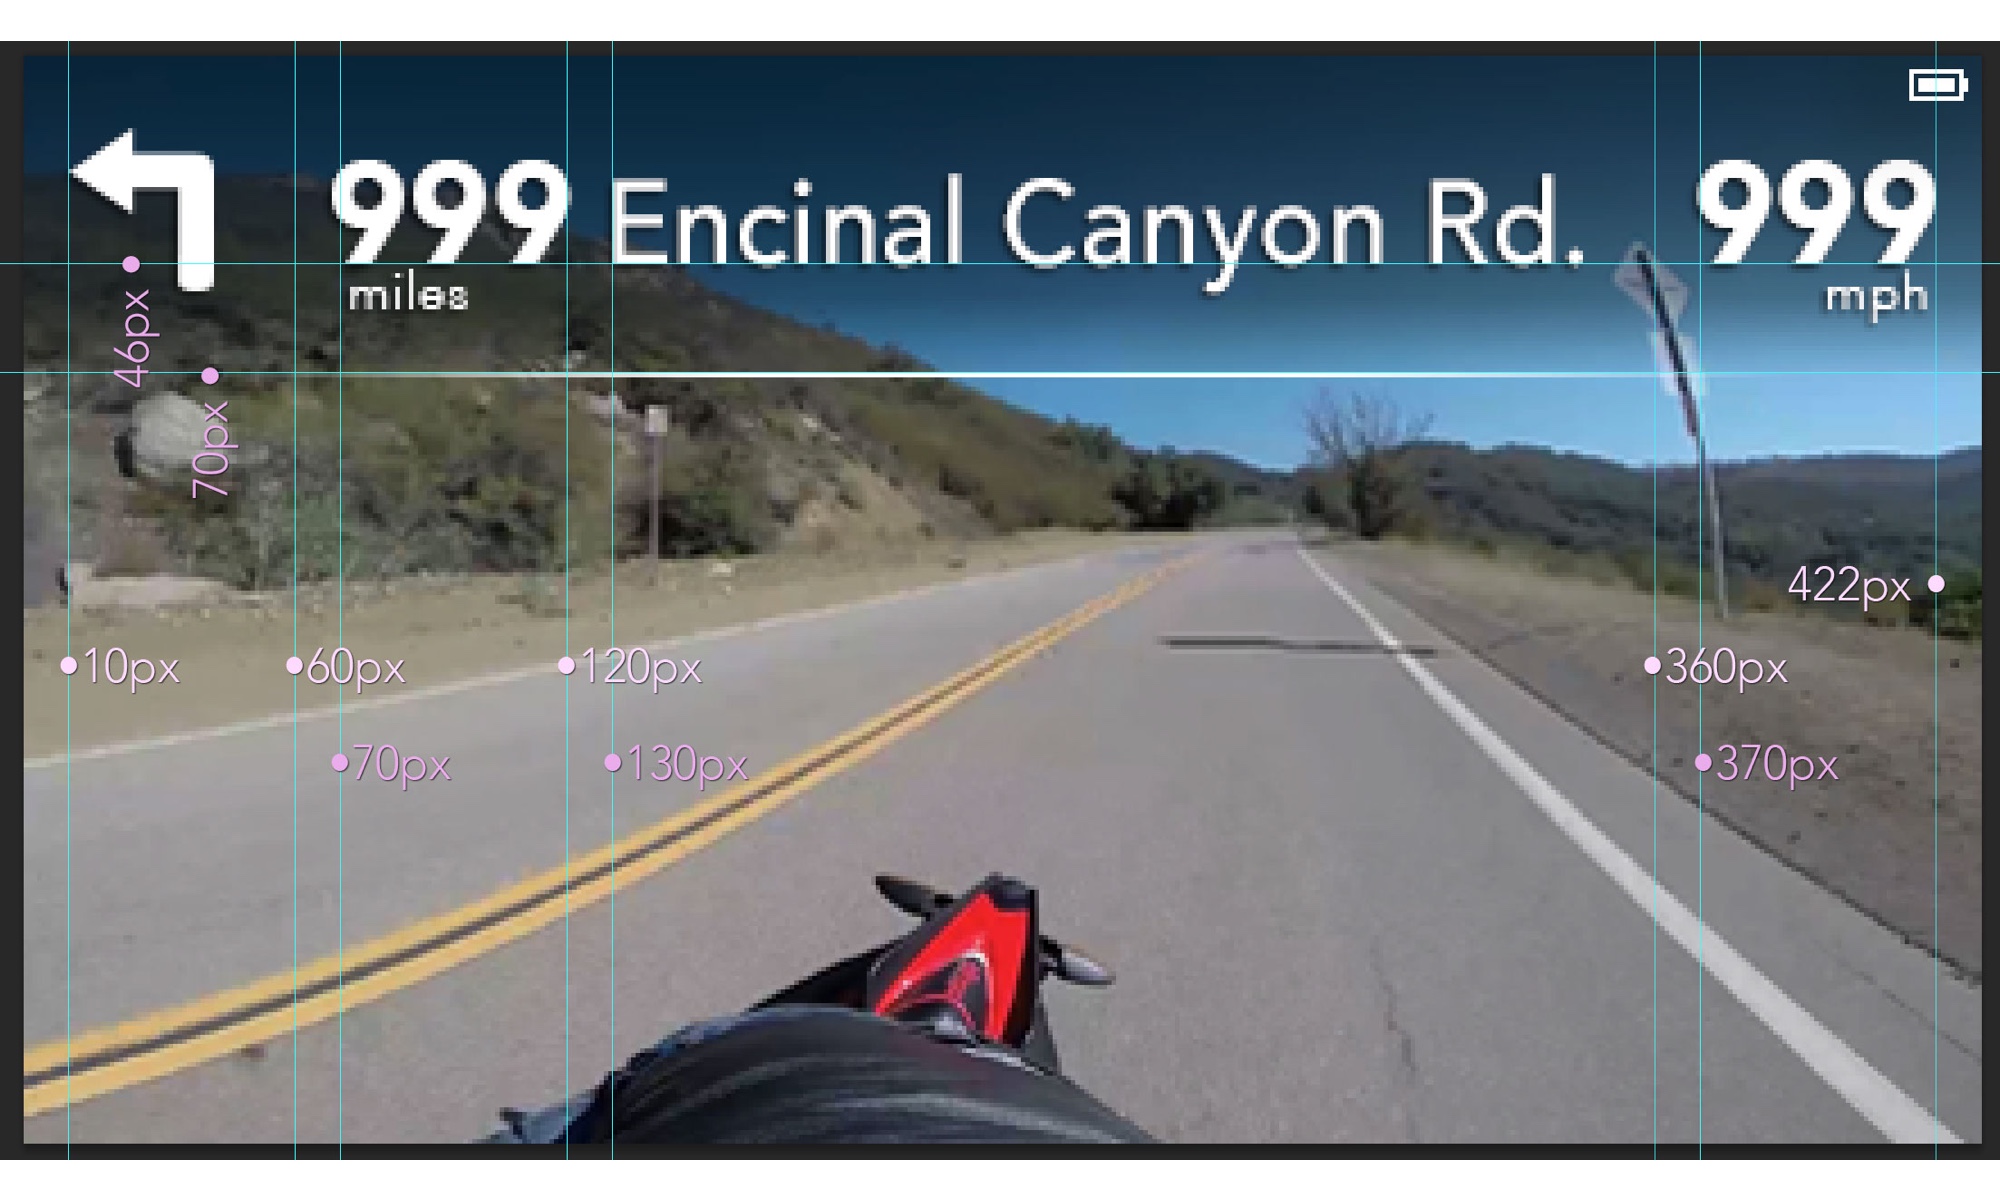 999 Encinal Canyon Rd. 999
miles mph
46px
70px
422px
10px 60px 120px 360px
70px 130px 370px